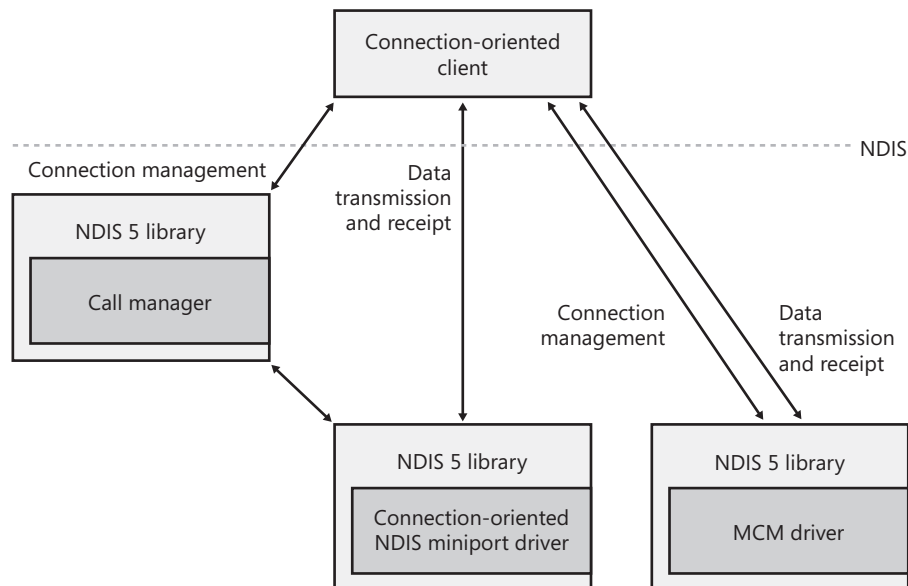 Connection-oriented
client
NDIS
Connection management
Data
transmission
and receipt
NDIS 5 library
Call manager
Connection
management
Data
transmission
and receipt
NDIS 5 library
Connection-oriented
NDIS miniport driver
NDIS 5 library
MCM driver